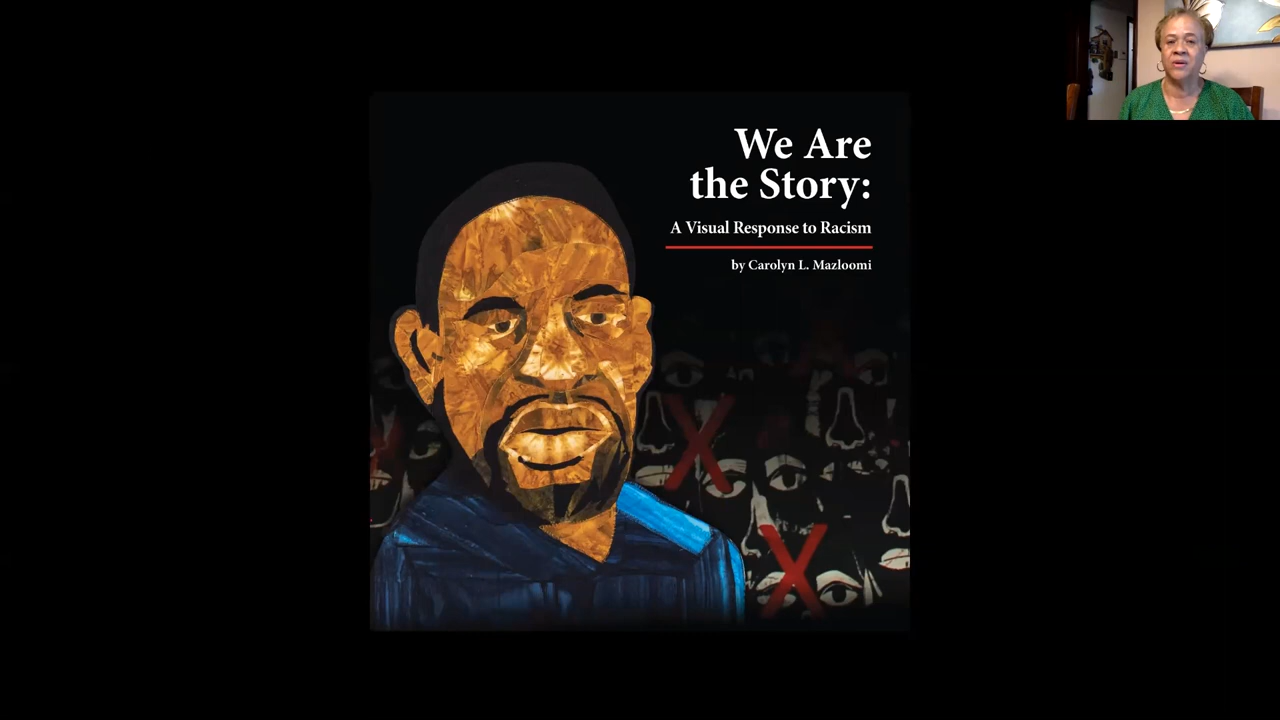 We Are
the Story:
A Visual Response to Racism
by Carolyn L. Mazloomi